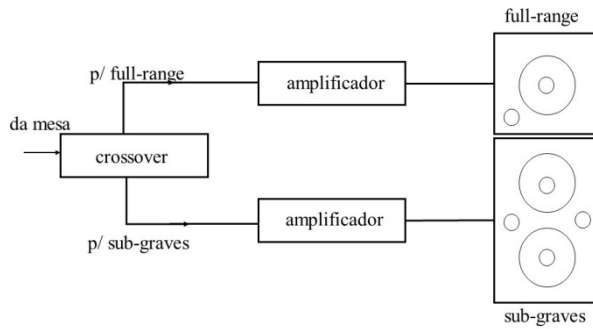 full-range
p/ full-range
amplificador
da mesa
crossover
amplificador
p/ sub-graves
sub-graves